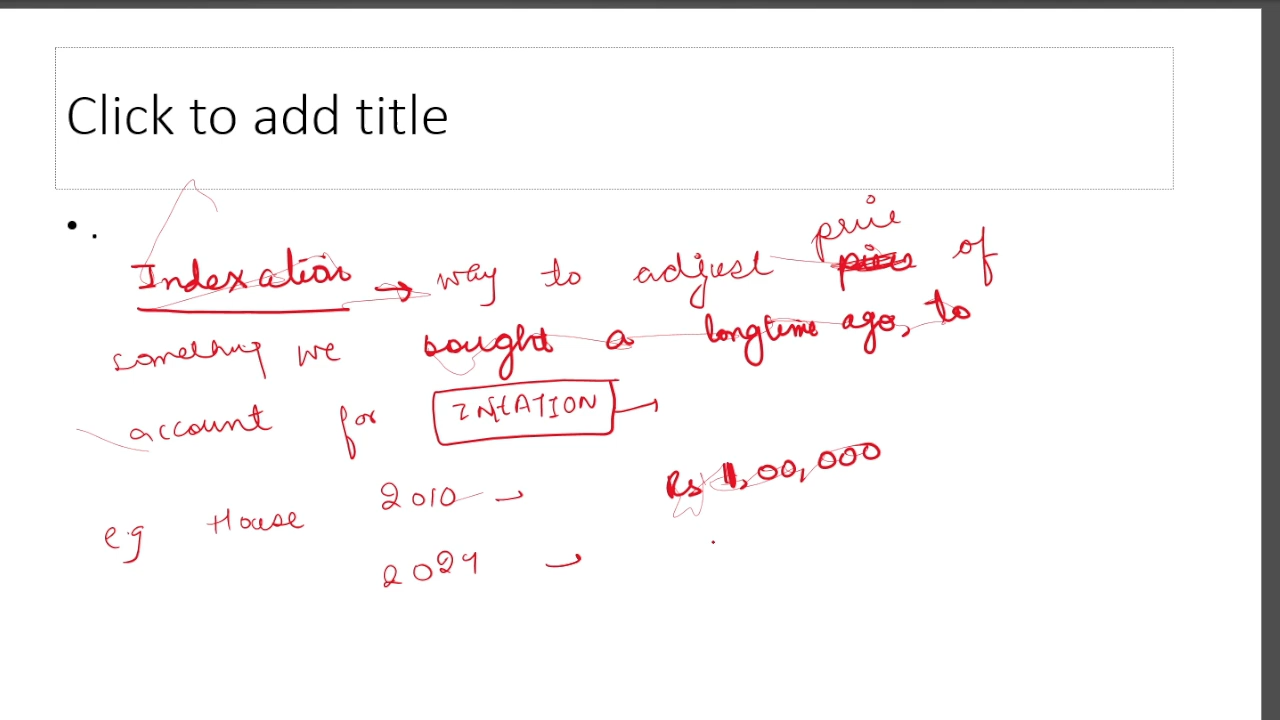 Click to add title
• .
price
Indexation → way to adjust of
something we bought a longtime ago, to
account for INFLATION →
e.g House 2010 → Rs 1,00,000
2024 →